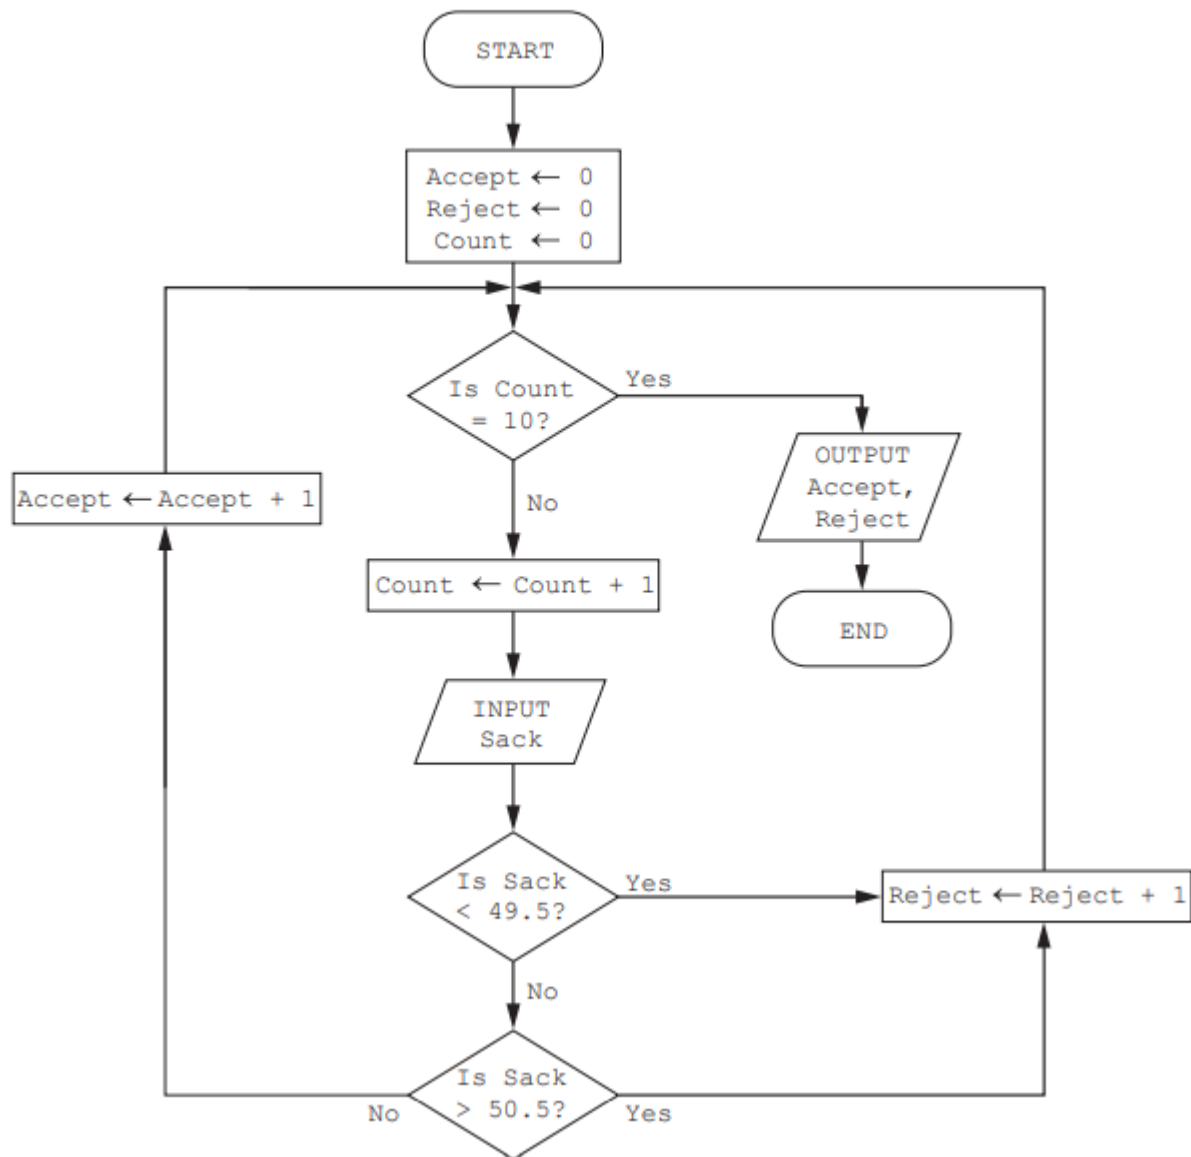 START
Accept ← 0
Reject ← 0
Count ← 0
Is Count
= 10?
Yes
No
OUTPUT
Accept,
Reject
END
Accept ← Accept + 1
Count ← Count + 1
INPUT
Sack
Is Sack
< 49.5?
Yes
No
Reject ← Reject + 1
Is Sack
> 50.5?
No
Yes